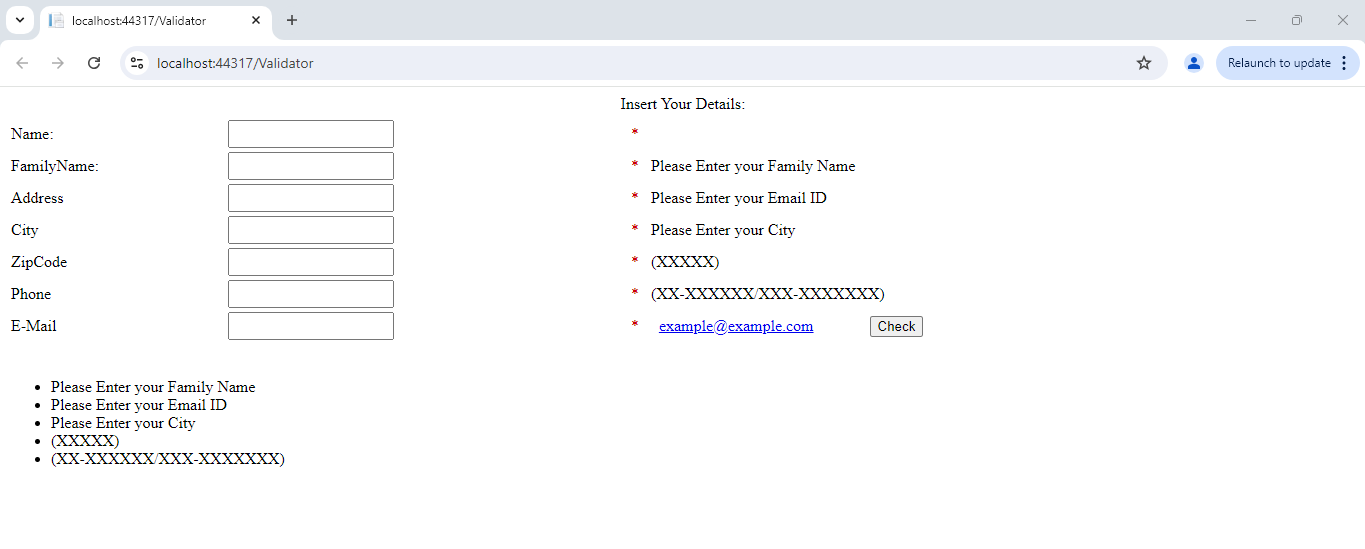 localhost:44317/Validator
localhost:44317/Validator
Relaunch to update
Insert Your Details:
Name: *
FamilyName: * Please Enter your Family Name
Address * Please Enter your Email ID
City * Please Enter your City
ZipCode * (XXXXX)
Phone * (XX-XXXXXX/XXX-XXXXXXX)
E-Mail * example@example.com Check
• Please Enter your Family Name
• Please Enter your Email ID
• Please Enter your City
• (XXXXX)
• (XX-XXXXXX/XXX-XXXXXXX)